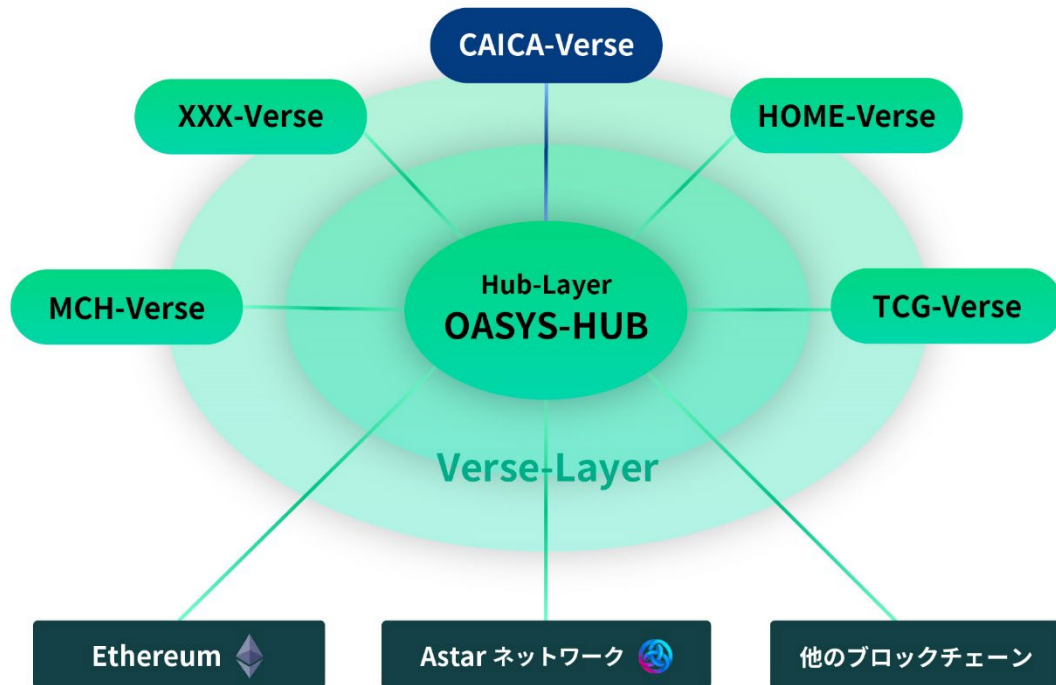 CAICA-Verse
XXX-Verse
HOME-Verse
Hub-Layer
OASYS-HUB
MCH-Verse
TCG-Verse
Verse-Layer
Ethereum
Astar ネットワーク
他のブロックチェーン